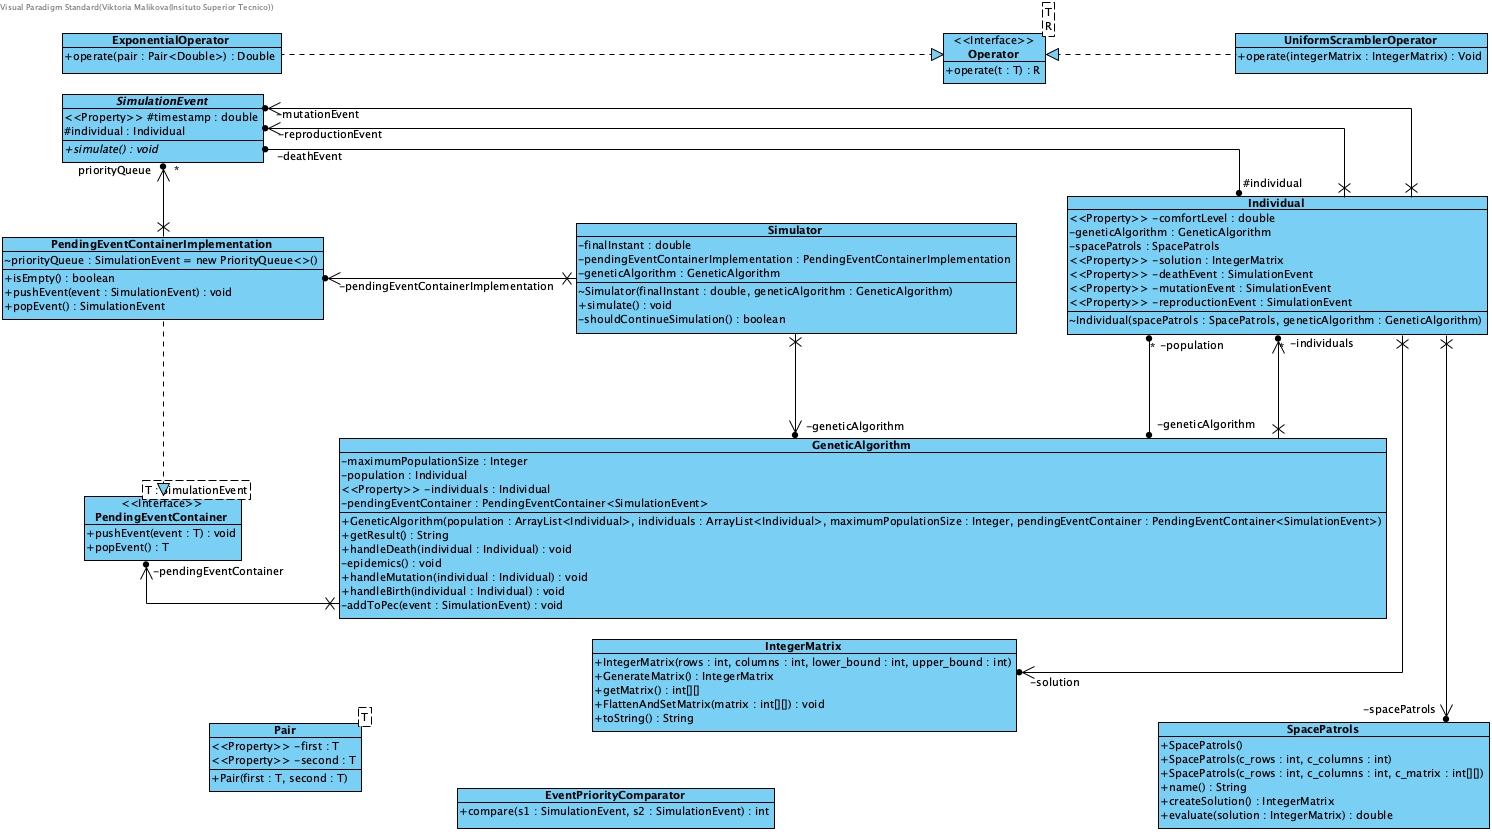 Visual Paradigm Standard(Viktoria Malikova(Insituto Superior Tecnico))
ExponentialOperator
+operate(pair : Pair<Double>) : Double
T
R
<<Interface>>
Operator
+operate(t : T) : R
UniformScramblerOperator
+operate(integerMatrix : IntegerMatrix) : Void
SimulationEvent
<<Property>> #timestamp : double
#individual : Individual
+simulate() : void
-mutationEvent
-reproductionEvent
-deathEvent
priorityQueue
*
#individual
Individual
<<Property>> -comfortLevel : double
-geneticAlgorithm : GeneticAlgorithm
-spacePatrols : SpacePatrols
<<Property>> -solution : IntegerMatrix
<<Property>> -deathEvent : SimulationEvent
<<Property>> -mutationEvent : SimulationEvent
<<Property>> -reproductionEvent : SimulationEvent
~Individual(spacePatrols : SpacePatrols, geneticAlgorithm : GeneticAlgorithm)
PendingEventContainerImplementation
~priorityQueue : SimulationEvent = new PriorityQueue<>()
+isEmpty() : boolean
+pushEvent(event : SimulationEvent) : void
+popEvent() : SimulationEvent
-pendingEventContainerImplementation
Simulator
-finalInstant : double
-pendingEventContainerImplementation : PendingEventContainerImplementation
-geneticAlgorithm : GeneticAlgorithm
~Simulator(finalInstant : double, geneticAlgorithm : GeneticAlgorithm)
+simulate() : void
-shouldContinueSimulation() : boolean
* -population
* -individuals
-geneticAlgorithm
-geneticAlgorithm
GeneticAlgorithm
-maximumPopulationSize : Integer
-population : Individual
<<Property>> -individuals : Individual
-pendingEventContainer : PendingEventContainer<SimulationEvent>
+GeneticAlgorithm(population : ArrayList<Individual>, individuals : ArrayList<Individual>, maximumPopulationSize : Integer, pendingEventContainer : PendingEventContainer<SimulationEvent>)
+getResult() : String
+handleDeath(individual : Individual) : void
-epidemics() : void
+handleMutation(individual : Individual) : void
+handleBirth(individual : Individual) : void
-addToPec(event : SimulationEvent) : void
T : SimulationEvent
<<Interface>>
PendingEventContainer
+pushEvent(event : T) : void
+popEvent() : T
-pendingEventContainer
IntegerMatrix
+IntegerMatrix(rows : int, columns : int, lower_bound : int, upper_bound : int)
+GenerateMatrix() : IntegerMatrix
+getMatrix() : int[][]
+FlattenAndSetMatrix(matrix : int[][]) : void
+toString() : String
-solution
-spacePatrols
T
Pair
<<Property>> -first : T
<<Property>> -second : T
+Pair(first : T, second : T)
SpacePatrols
+SpacePatrols()
+SpacePatrols(c_rows : int, c_columns : int)
+SpacePatrols(c_rows : int, c_columns : int, c_matrix : int[][])
+name() : String
+createSolution() : IntegerMatrix
+evaluate(solution : IntegerMatrix) : double
EventPriorityComparator
+compare(s1 : SimulationEvent, s2 : SimulationEvent) : int